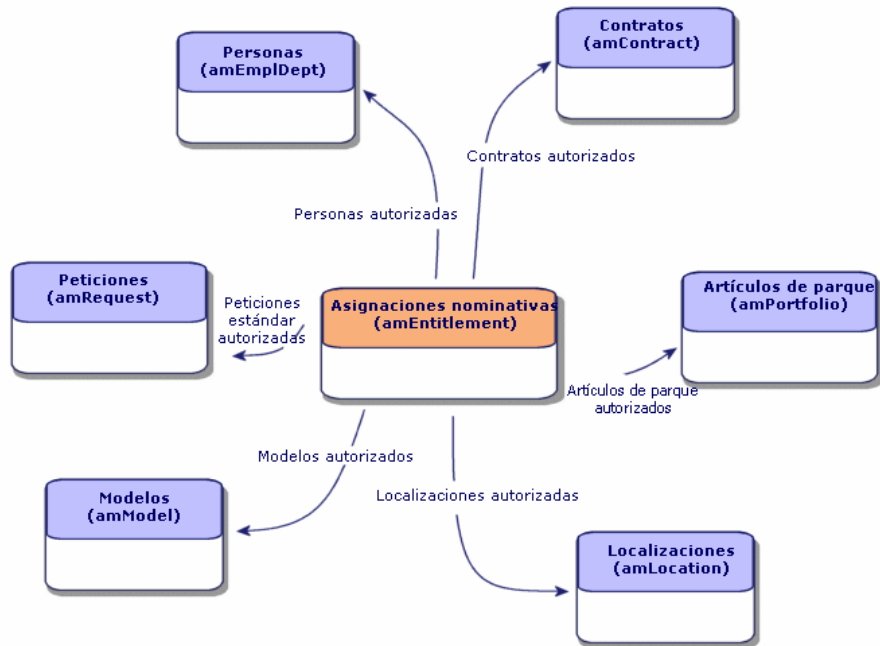 Personas
(amEmplDept)
Contratos
(amContract)
Contratos autorizados
Personas autorizadas
Peticiones
(amRequest)
Peticiones
estándar
autorizadas
Asignaciones nominativas
(amEntitlement)
Artículos de parque
(amPortfolio)
Artículos de parque
autorizados
Modelos autorizados
Localizaciones autorizadas
Modelos
(amModel)
Localizaciones
(amLocation)